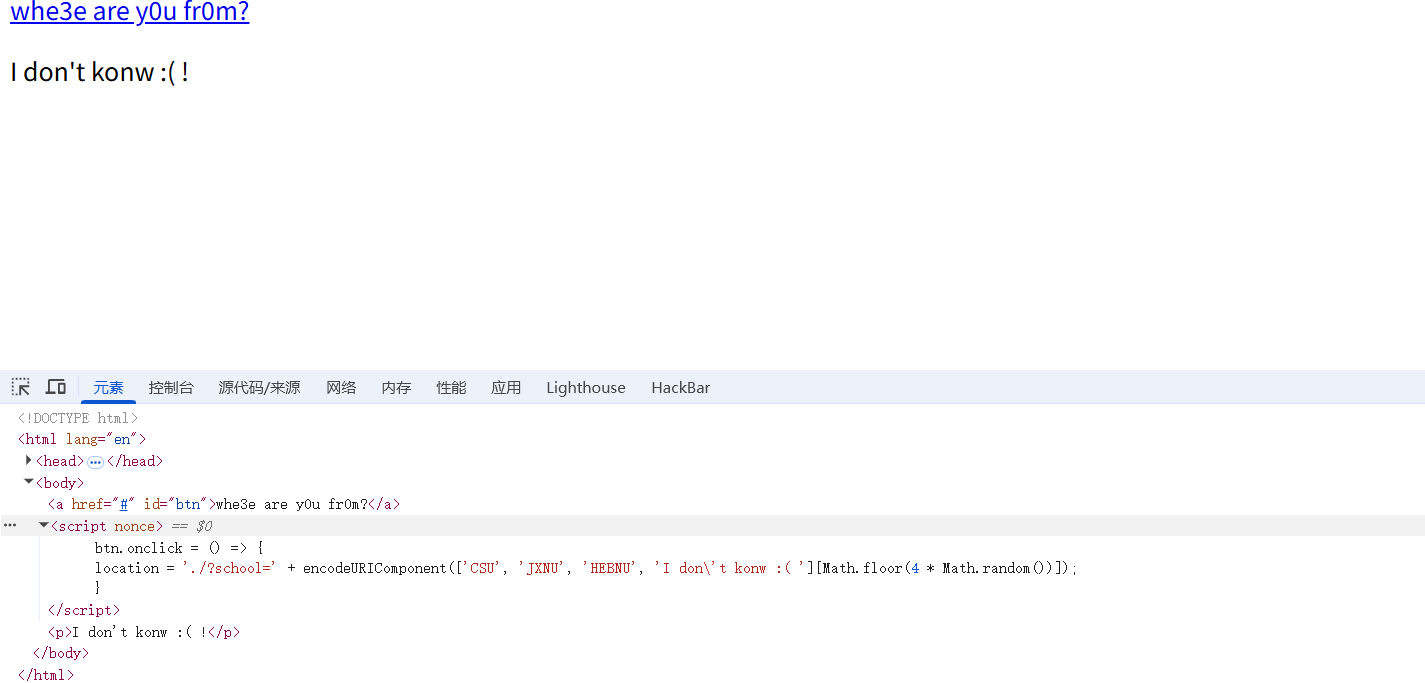 whe3e are y0u fr0m?
I don't konw :( !
元素 控制台 源代码/来源 网络 内存 性能 应用 Lighthouse HackBar
<!DOCTYPE html>
<html lang="en">
<head>…</head>
<body>
<a href="#" id="btn">whe3e are y0u fr0m?</a>
<script nonce> == $0
btn.onclick = () => {
location = './?school=' + encodeURIComponent(['CSU', 'JXNU', 'HEBNU', 'I don\'t konw :( '][Math.floor(4 * Math.random())]);
}
</script>
<p>I don't konw :( !</p>
</body>
</html>